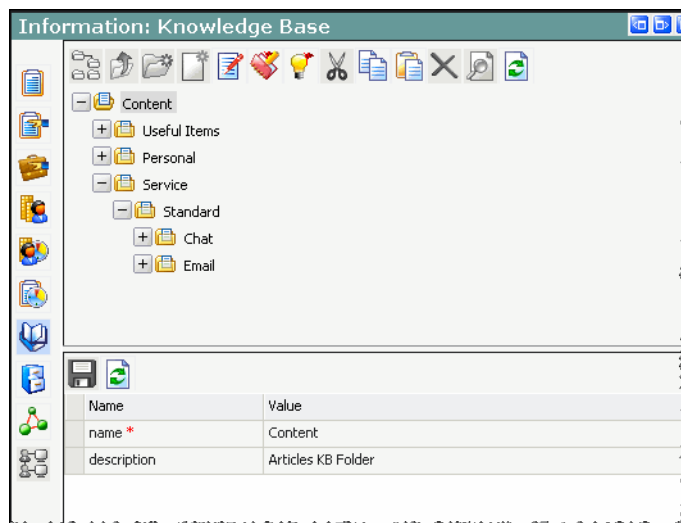 Information: Knowledge Base
Content
Useful Items
Personal
Service
Standard
Chat
Email
Name Value
name * Content
description Articles KB Folder